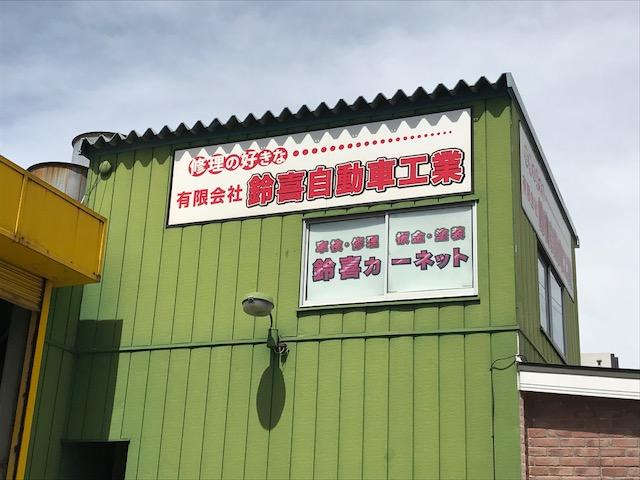 修理の好きな
有限会社 鈴喜自動車工業
車検・修理 板金・塗装
鈴喜カーネット